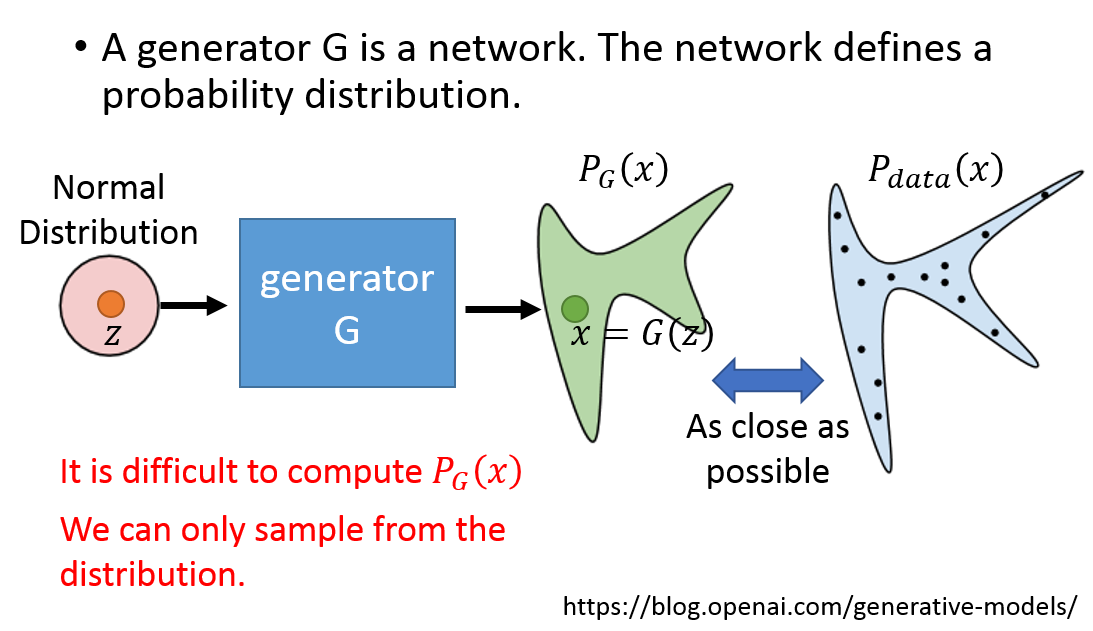 • A generator G is a network. The network defines a
probability distribution.
Normal
Distribution
z
generator
G
P_G(x)
x = G(z)
P_data(x)
As close as
possible
It is difficult to compute P_G(x)
We can only sample from the
distribution.
https://blog.openai.com/generative-models/